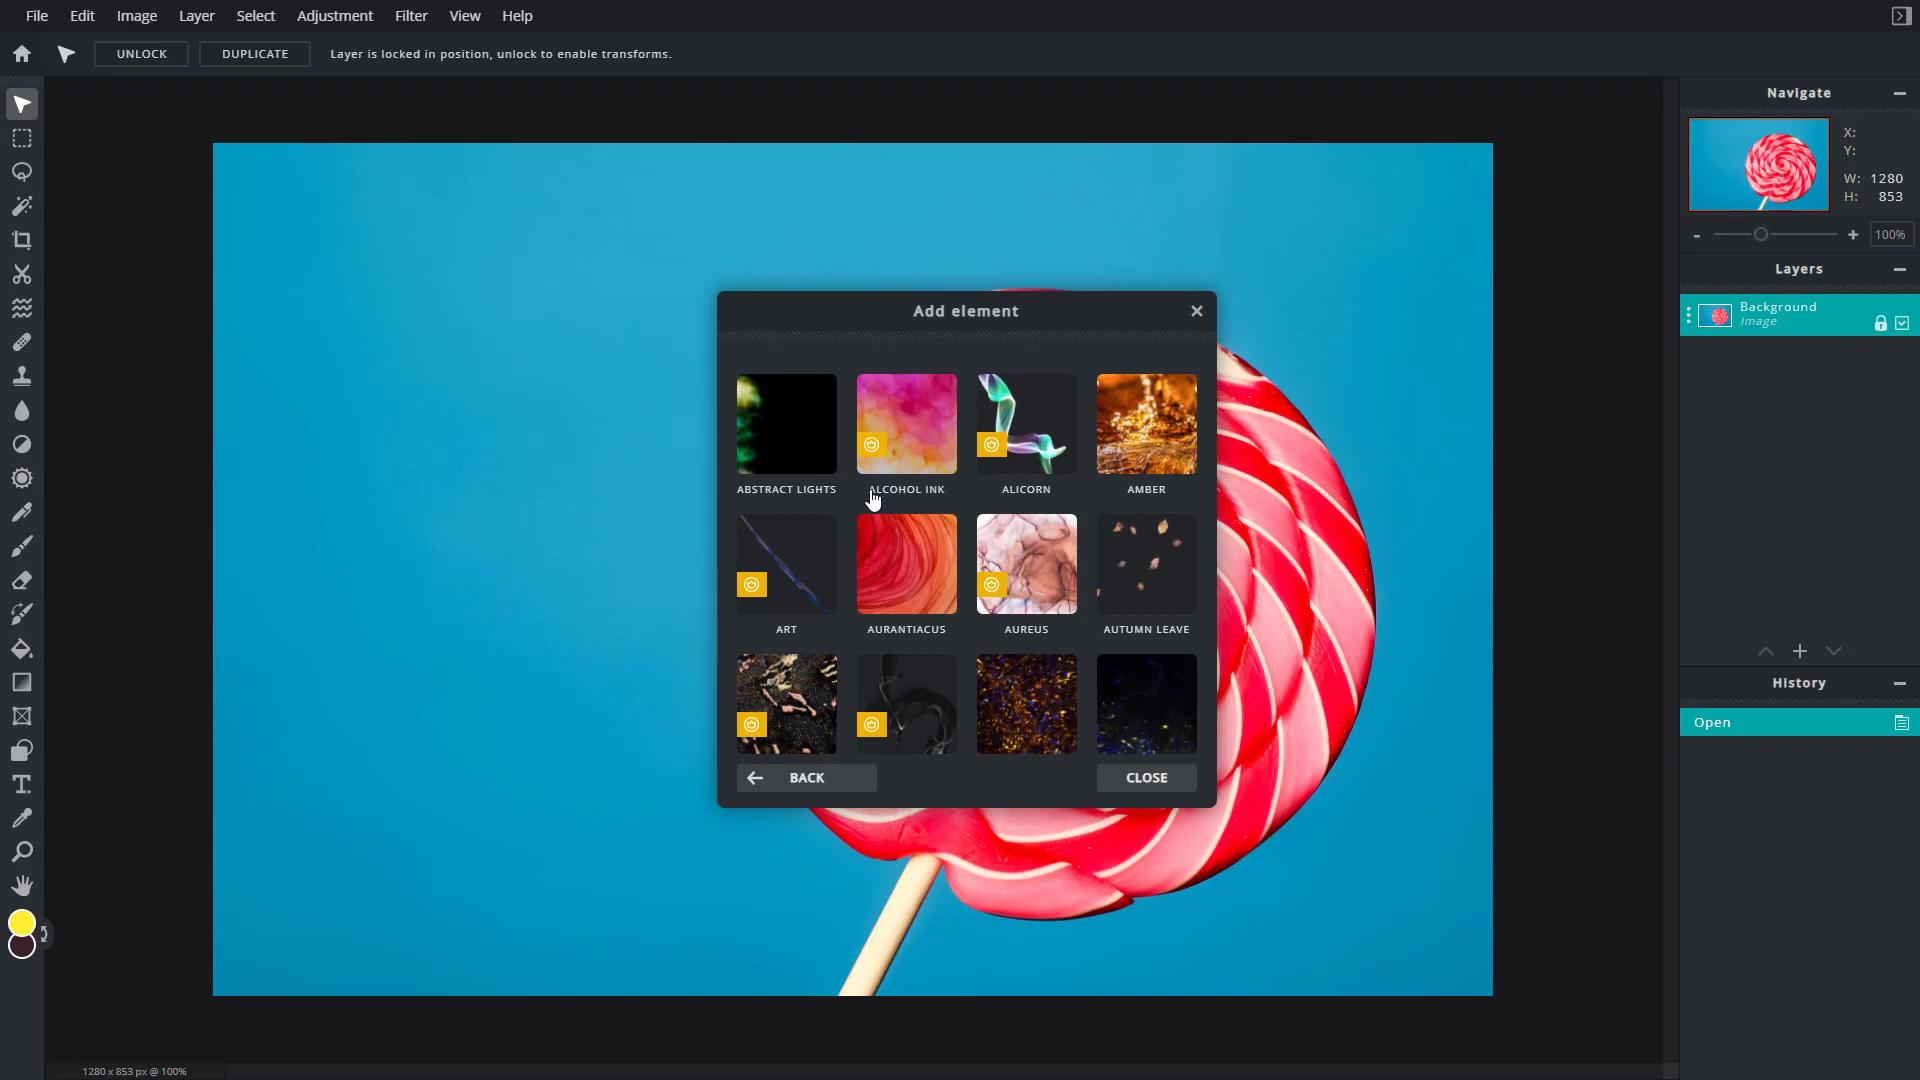 File Edit Image Layer Select Adjustment Filter View Help
UNLOCK DUPLICATE Layer is locked in position, unlock to enable transforms.
Navigate
X:
Y:
W: 1280
H: 853
- + 100%
Layers
Background
Image
History
Open
Add element
ABSTRACT LIGHTS ALCOHOL INK ALICORN AMBER
ART AURANTIACUS AUREUS AUTUMN LEAVE
BACK CLOSE
1280 x 853 px @ 100%